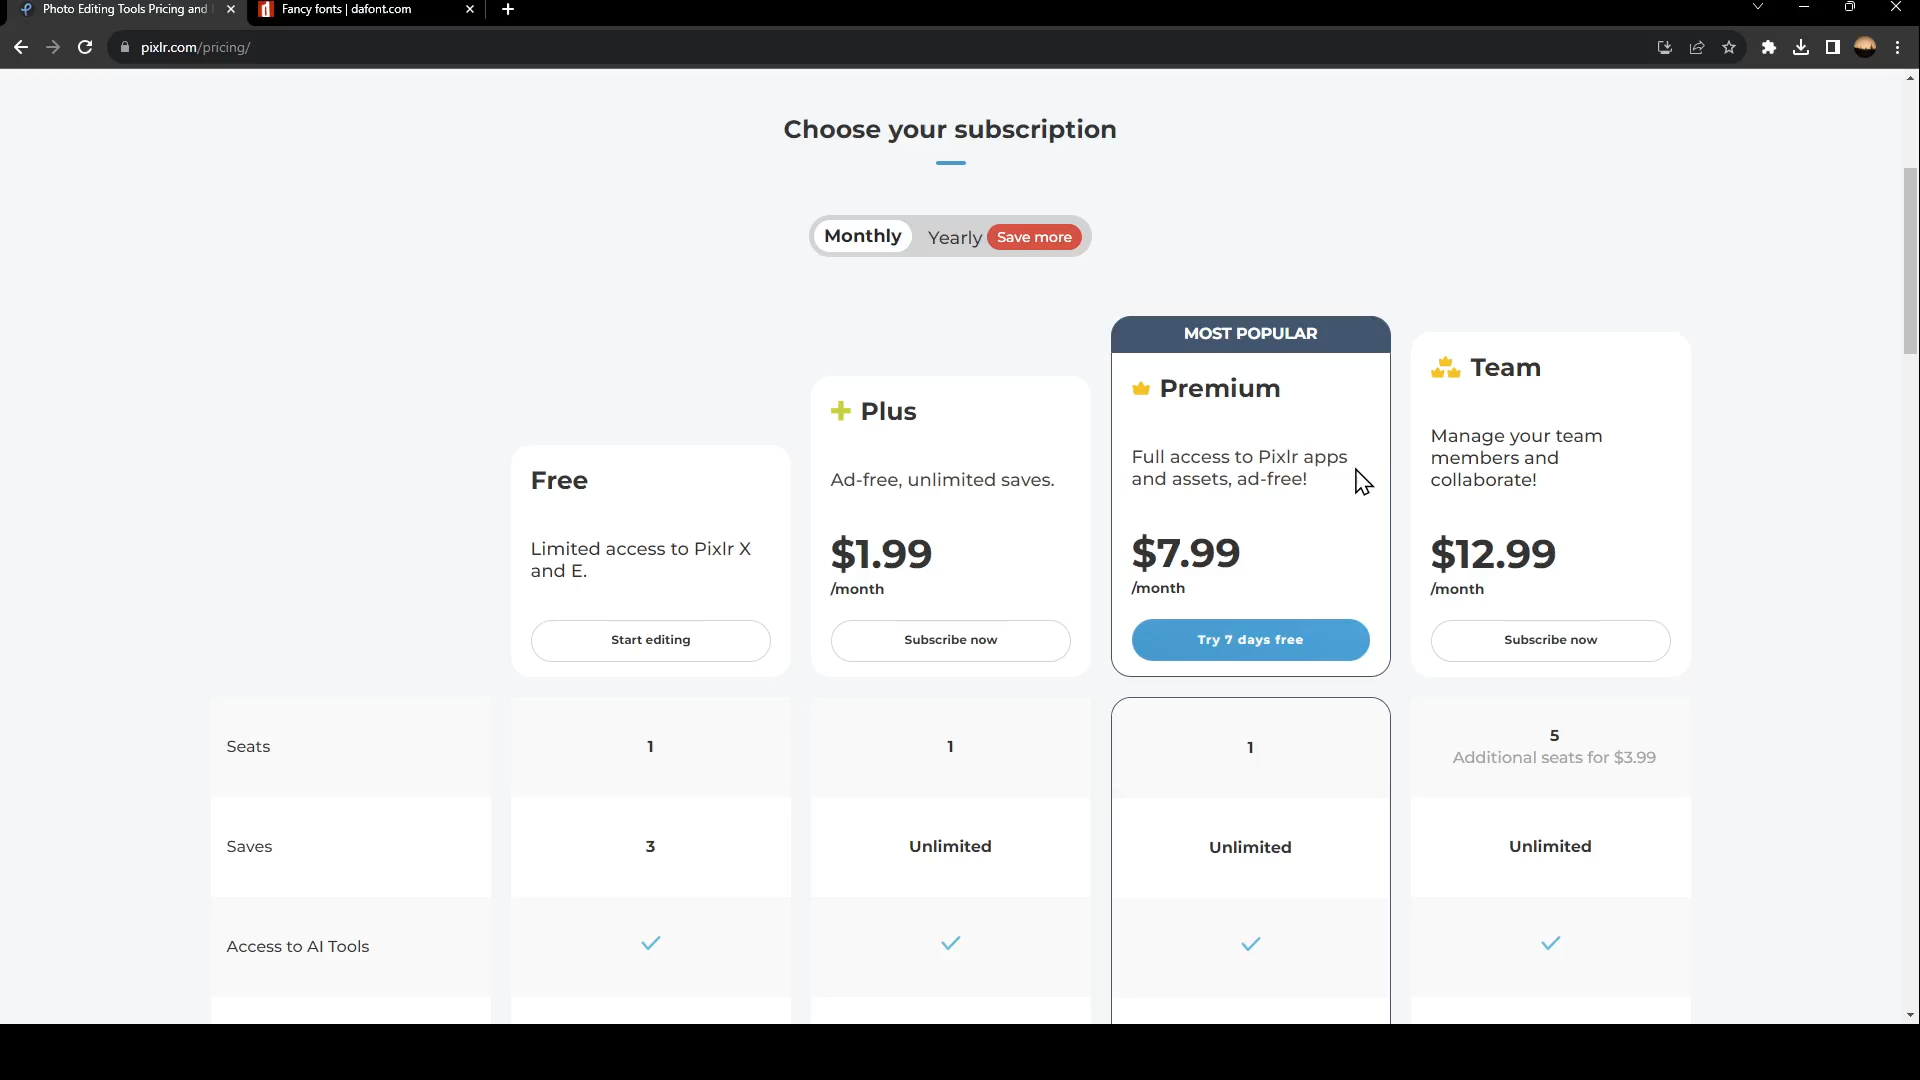 Photo Editing Tools Pricing and
Fancy fonts | dafont.com
pixlr.com/pricing/
Choose your subscription
Monthly
Yearly
Save more
Free
Limited access to Pixlr X
and E.
Start editing
Plus
Ad-free, unlimited saves.
$1.99
/month
Subscribe now
MOST POPULAR
Premium
Full access to Pixlr apps
and assets, ad-free!
$7.99
/month
Try 7 days free
Team
Manage your team
members and
collaborate!
$12.99
/month
Subscribe now
Seats
1
1
1
5
Additional seats for $3.99
Saves
3
Unlimited
Unlimited
Unlimited
Access to AI Tools